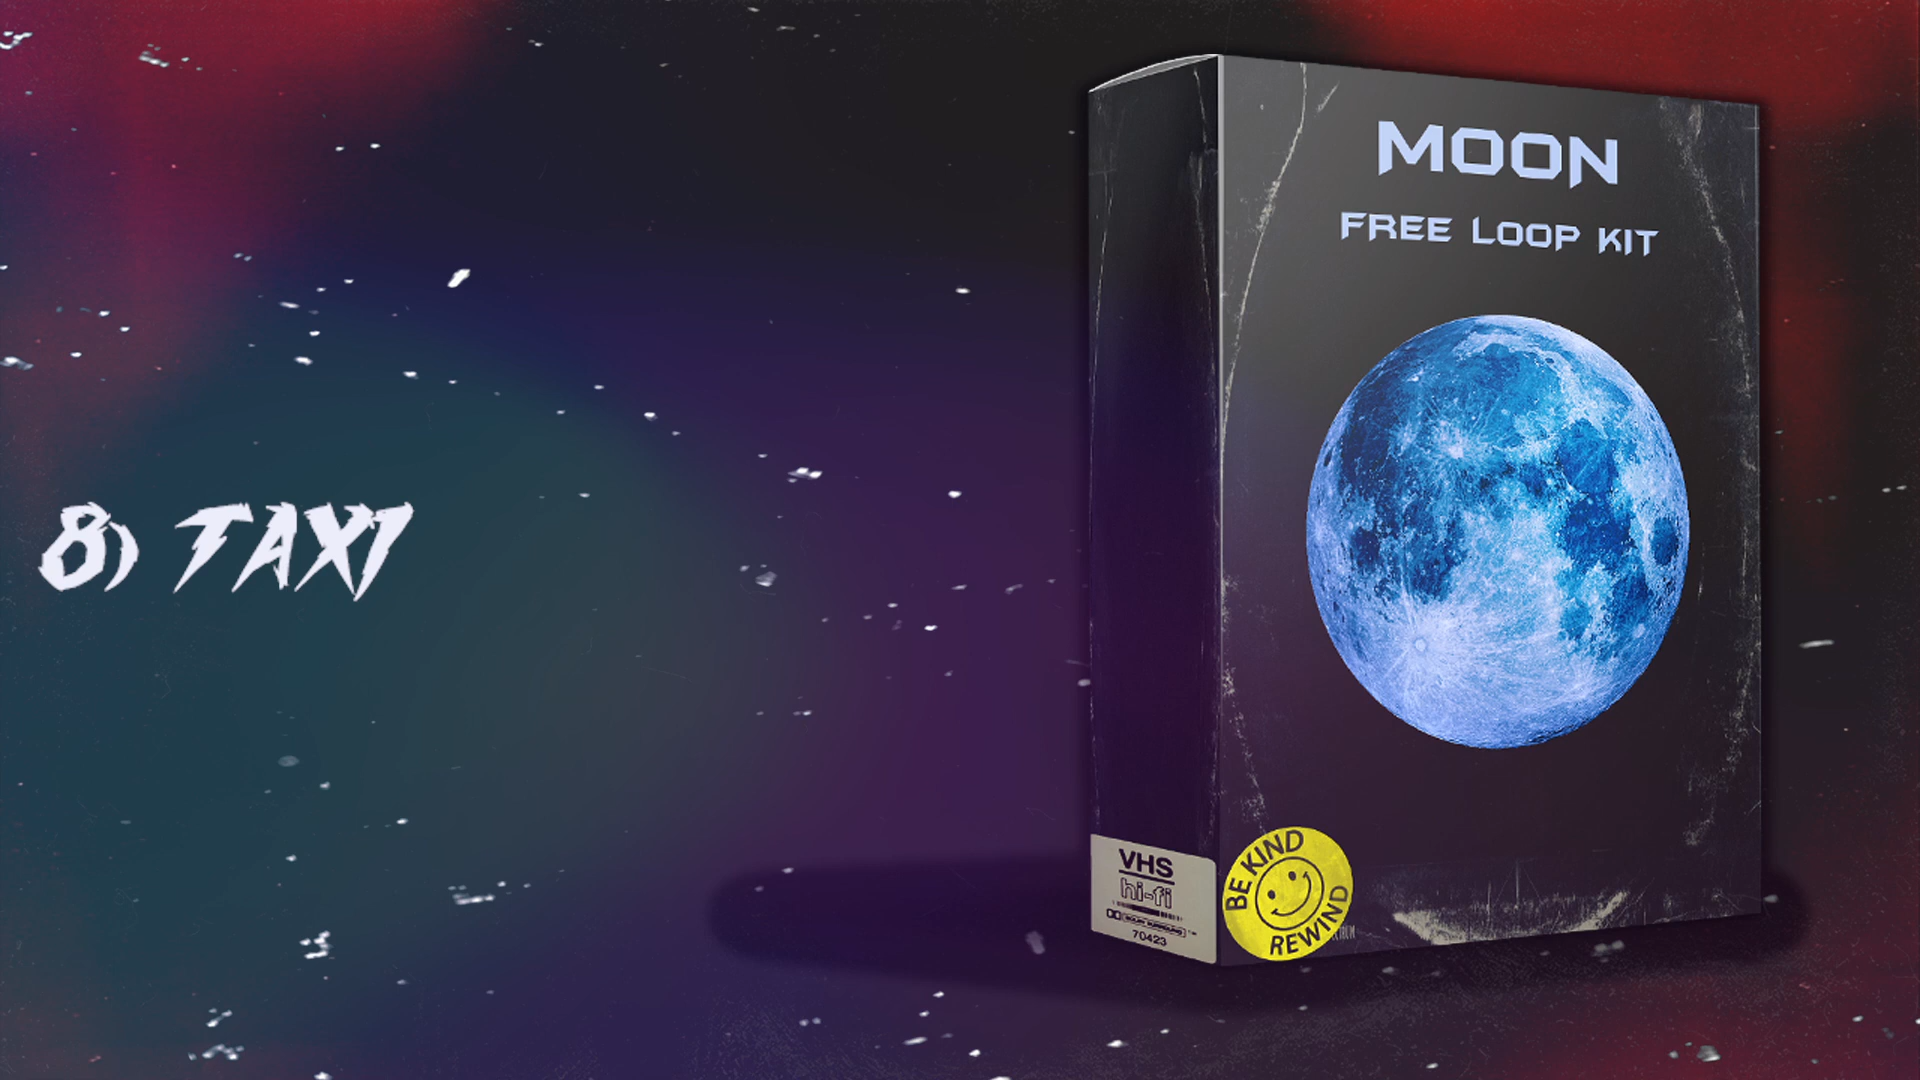 8) TAXI
MOON
FREE LOOP KIT
VHS
hi-fi
70423
BE KIND
REWIND